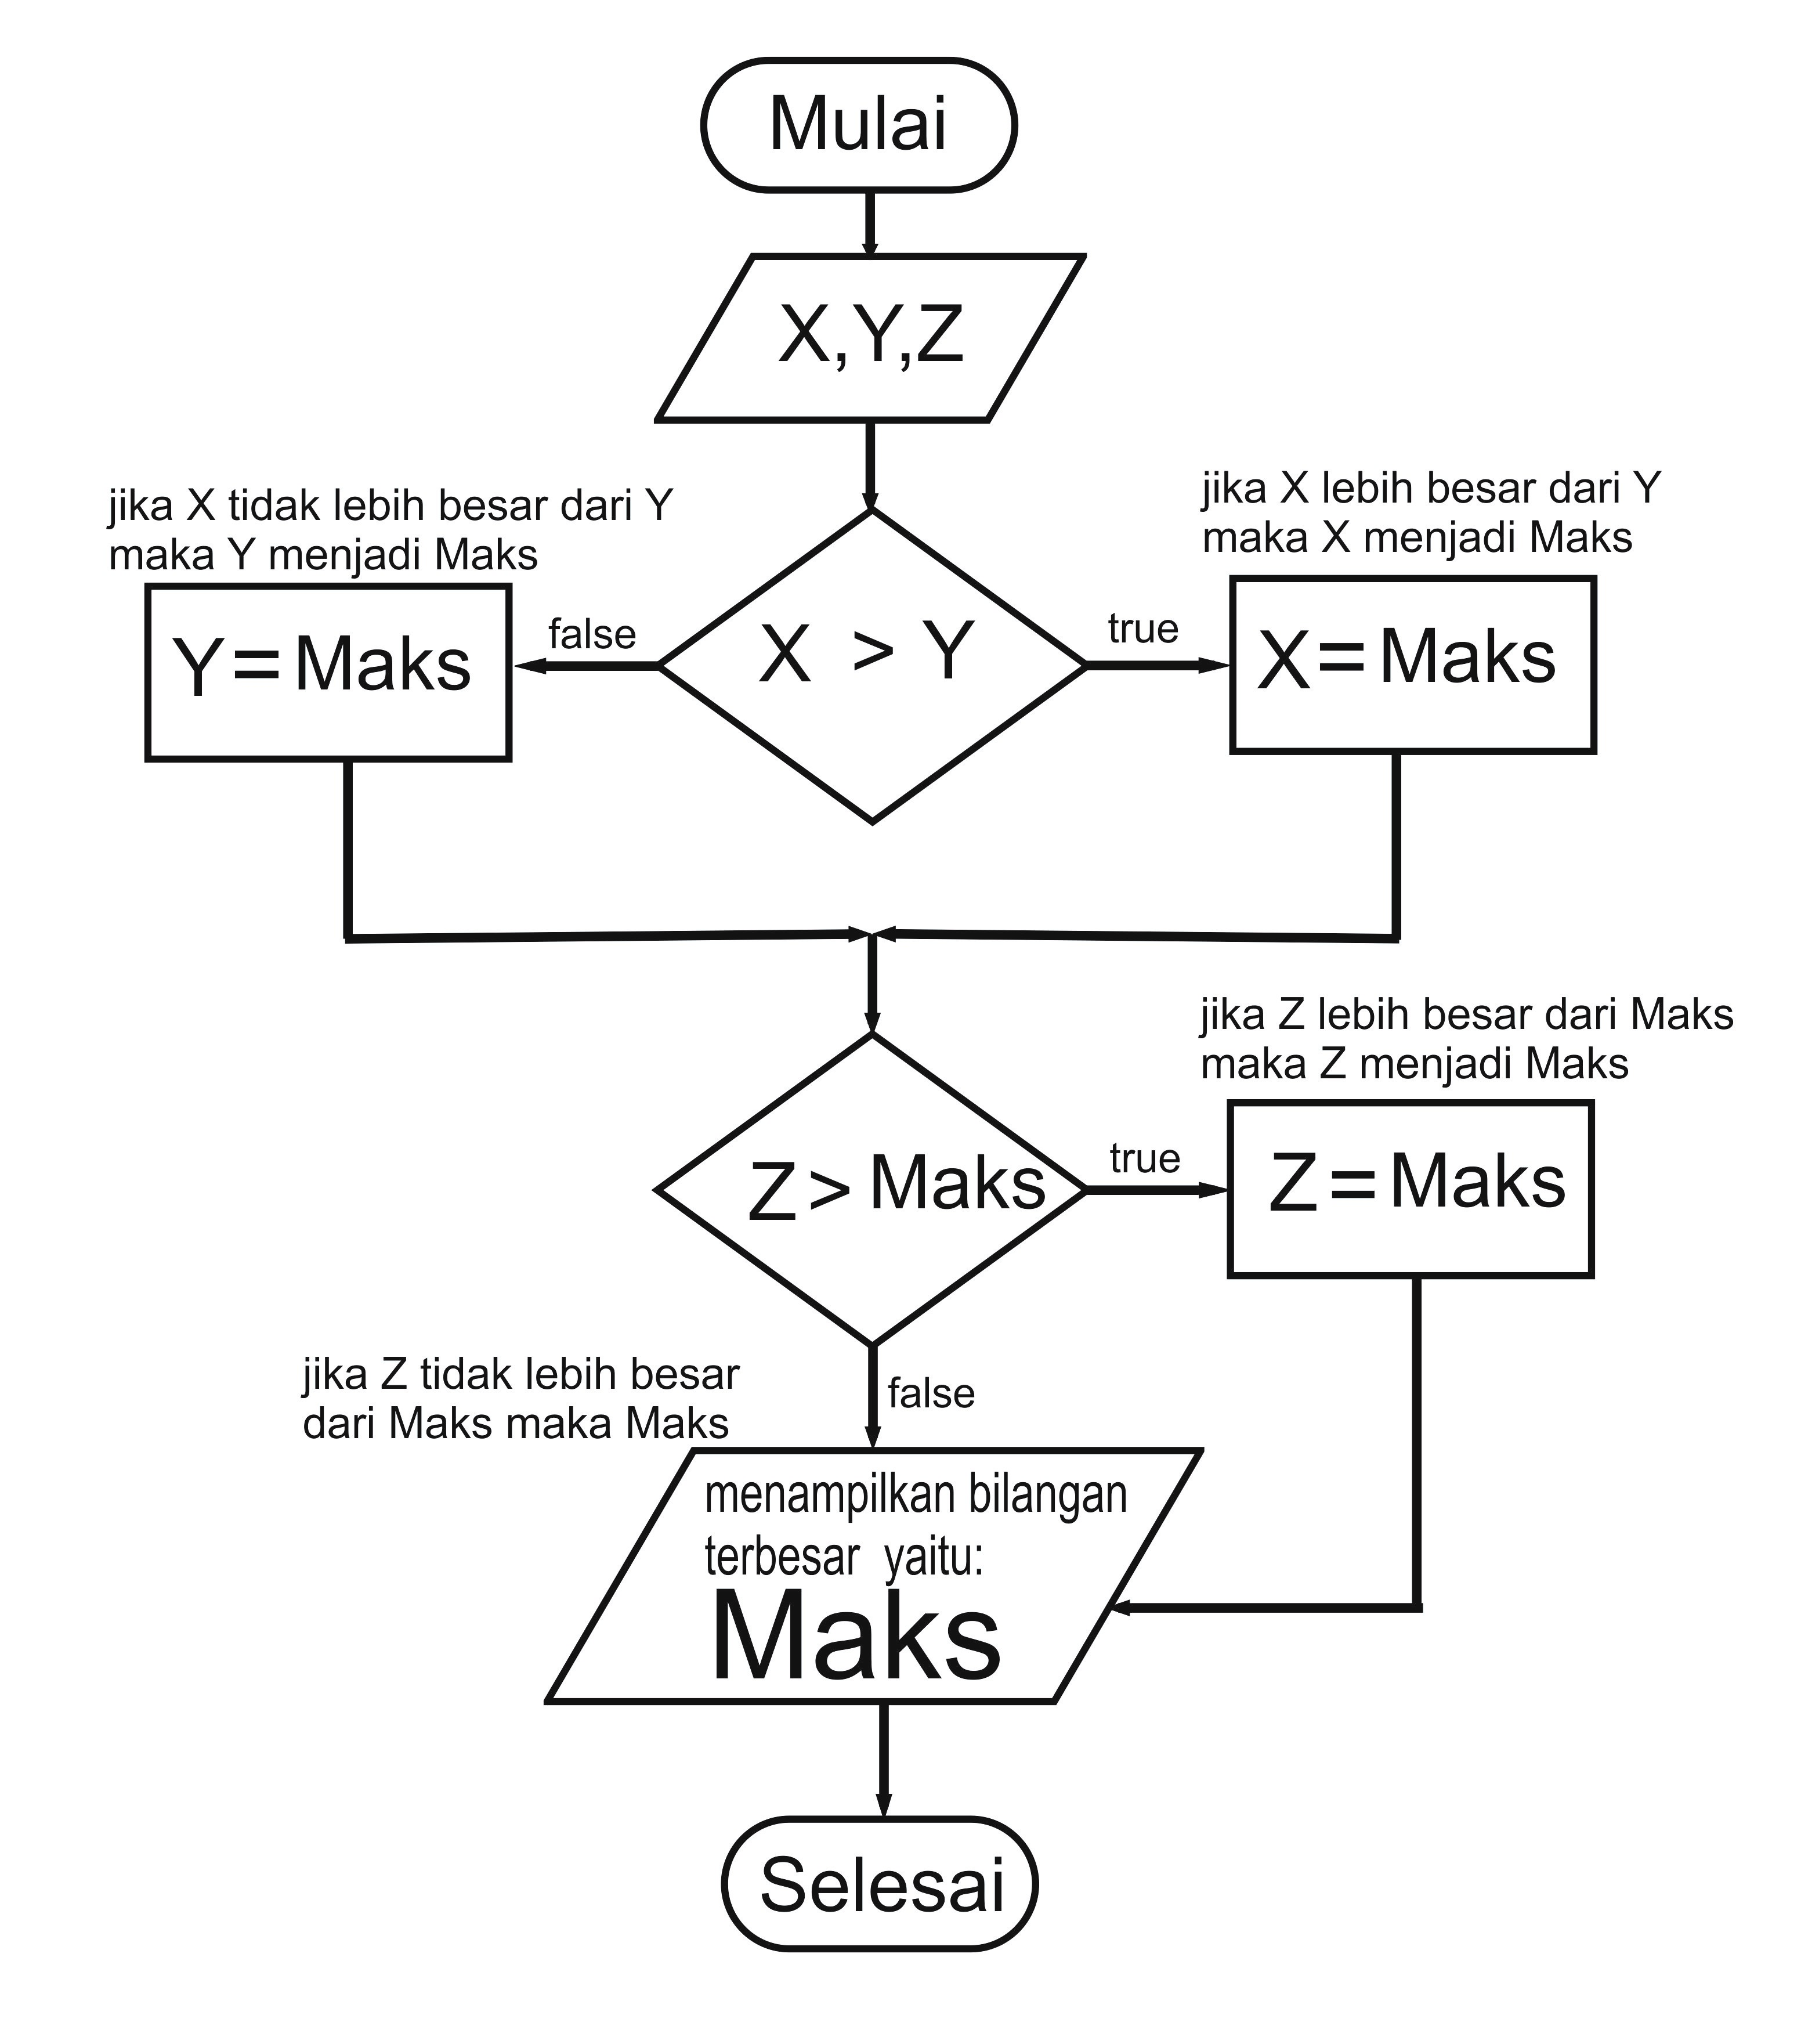 Mulai
X,Y,Z
jika X tidak lebih besar dari Y
maka Y menjadi Maks
jika X lebih besar dari Y
maka X menjadi Maks
Y = Maks
false
X > Y
true
X = Maks
jika Z lebih besar dari Maks
maka Z menjadi Maks
Z > Maks
true
Z = Maks
jika Z tidak lebih besar
dari Maks maka Maks
false
menampilkan bilangan
terbesar yaitu:
Maks
Selesai